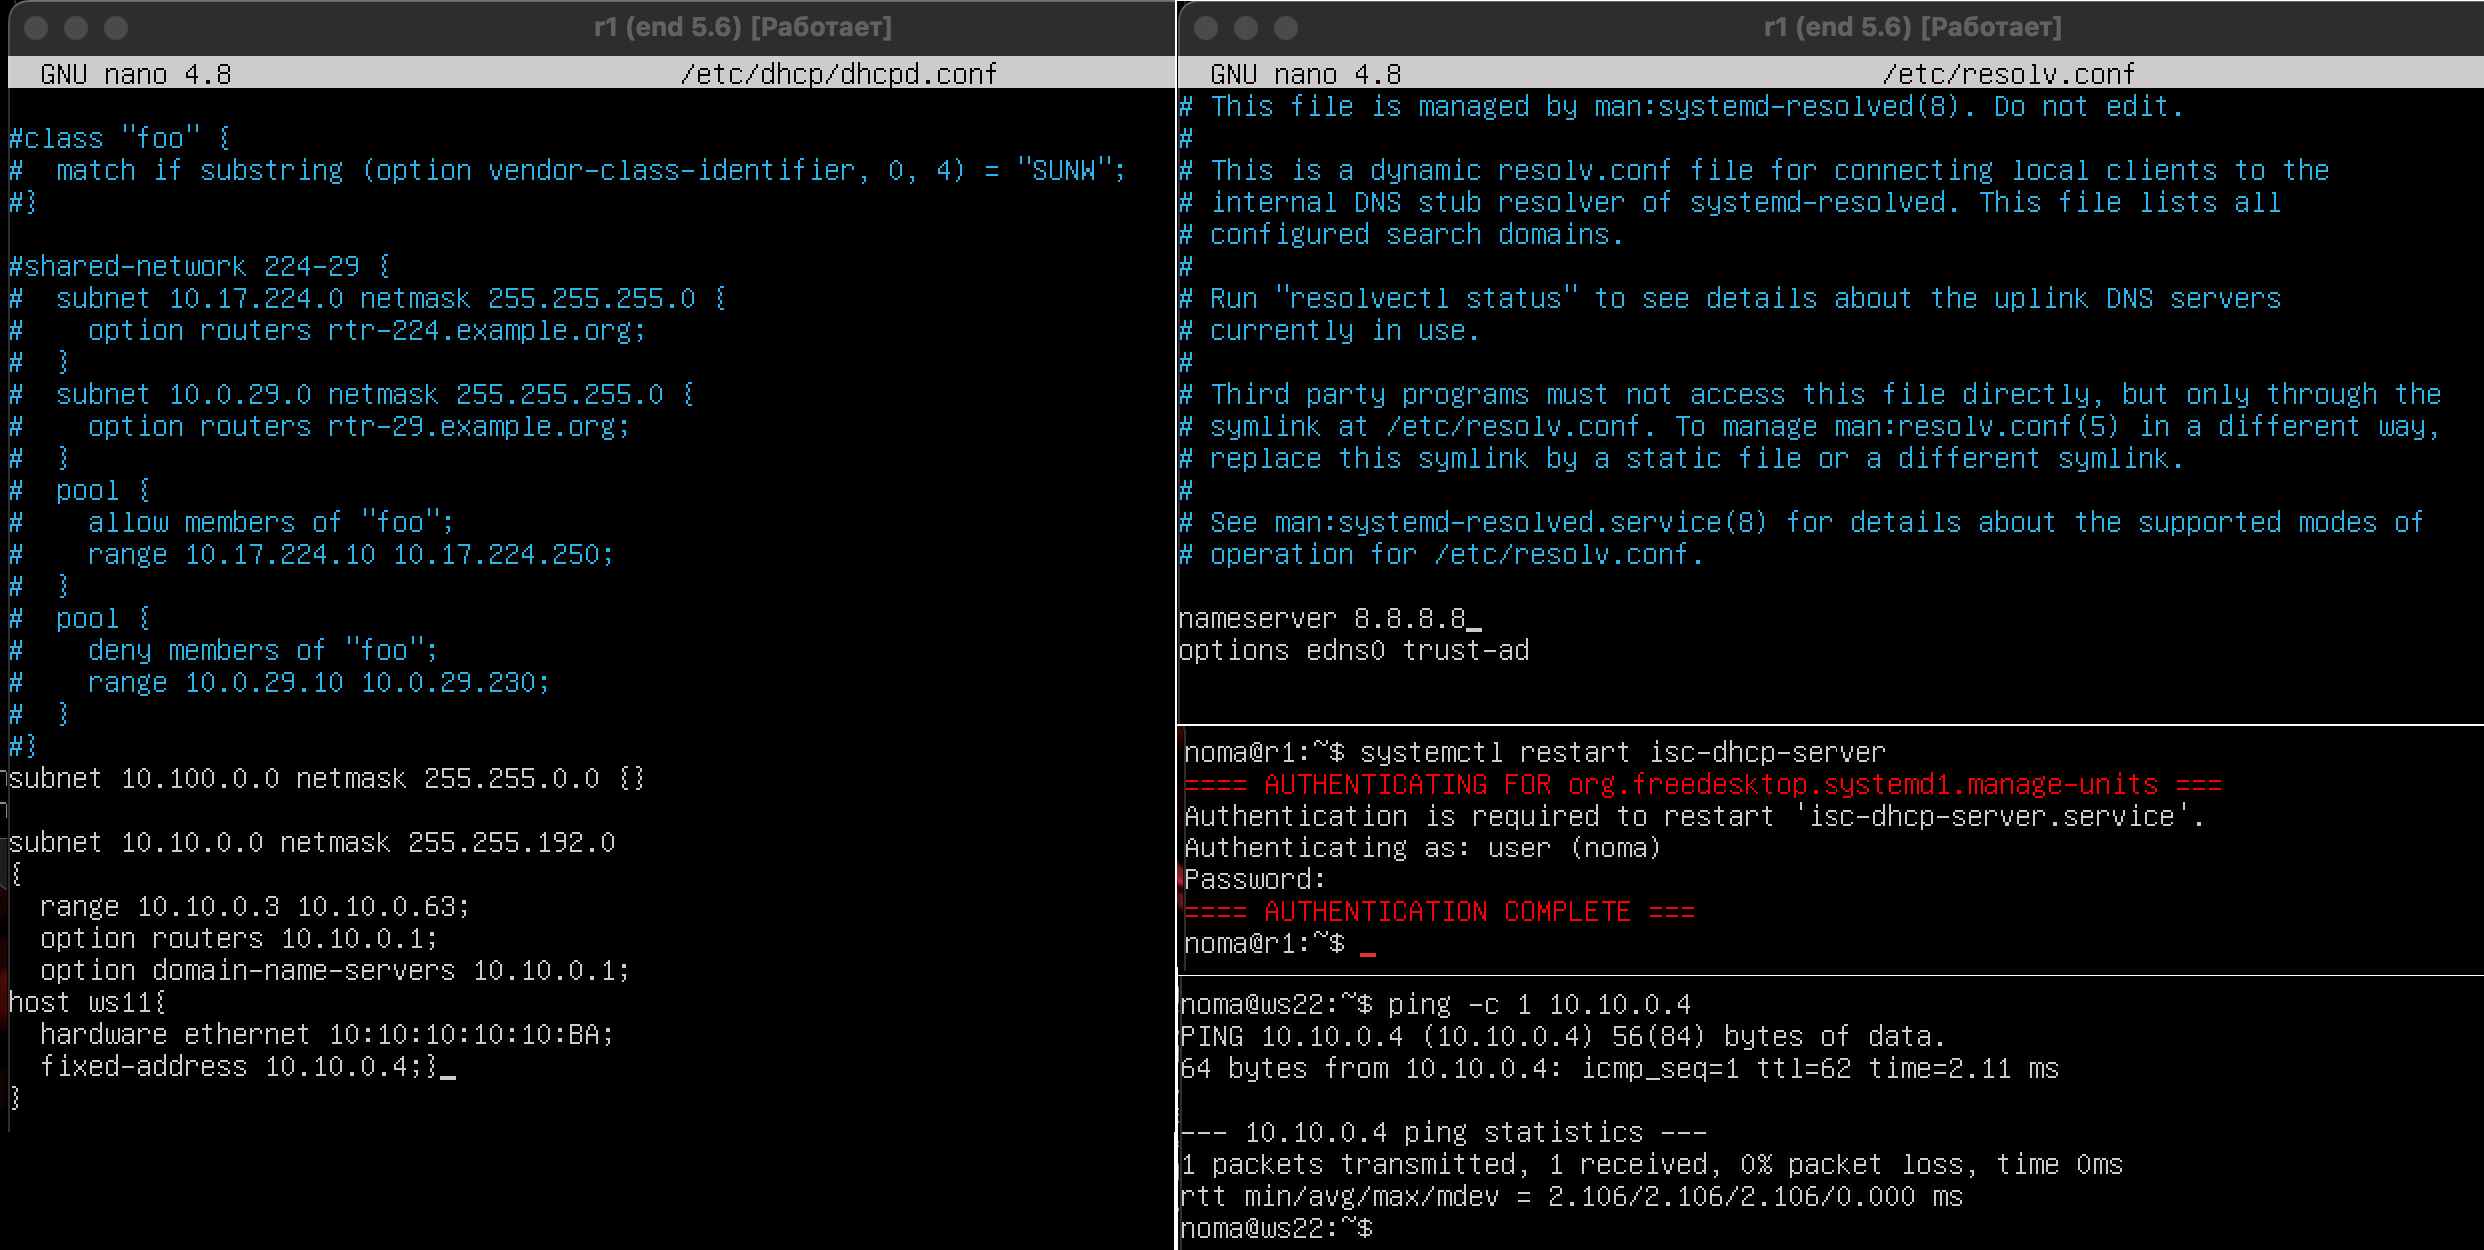 r1 (end 5.6) [Работает]
GNU nano 4.8 /etc/dhcp/dhcpd.conf
#class "foo" {
#  match if substring (option vendor-class-identifier, 0, 4) = "SUNW";
#}
#shared-network 224-29 {
#  subnet 10.17.224.0 netmask 255.255.255.0 {
#    option routers rtr-224.example.org;
#  }
#  subnet 10.0.29.0 netmask 255.255.255.0 {
#    option routers rtr-29.example.org;
#  }
#  pool {
#    allow members of "foo";
#    range 10.17.224.10 10.17.224.250;
#  }
#  pool {
#    deny members of "foo";
#    range 10.0.29.10 10.0.29.230;
#  }
#}
subnet 10.100.0.0 netmask 255.255.0.0 {}
subnet 10.10.0.0 netmask 255.255.192.0
{
  range 10.10.0.3 10.10.0.63;
  option routers 10.10.0.1;
  option domain-name-servers 10.10.0.1;
host ws11{
  hardware ethernet 10:10:10:10:10:BA;
  fixed-address 10.10.0.4;}
}
r1 (end 5.6) [Работает]
GNU nano 4.8 /etc/resolv.conf
# This file is managed by man:systemd-resolved(8). Do not edit.
#
# This is a dynamic resolv.conf file for connecting local clients to the
# internal DNS stub resolver of systemd-resolved. This file lists all
# configured search domains.
#
# Run "resolvectl status" to see details about the uplink DNS servers
# currently in use.
#
# Third party programs must not access this file directly, but only through the
# symlink at /etc/resolv.conf. To manage man:resolv.conf(5) in a different way,
# replace this symlink by a static file or a different symlink.
#
# See man:systemd-resolved.service(8) for details about the supported modes of
# operation for /etc/resolv.conf.
nameserver 8.8.8.8
options edns0 trust-ad
noma@r1:~$ systemctl restart isc-dhcp-server
==== AUTHENTICATING FOR org.freedesktop.systemd1.manage-units ===
Authentication is required to restart 'isc-dhcp-server.service'.
Authenticating as: user (noma)
Password:
==== AUTHENTICATION COMPLETE ===
noma@r1:~$
noma@ws22:~$ ping -c 1 10.10.0.4
PING 10.10.0.4 (10.10.0.4) 56(84) bytes of data.
64 bytes from 10.10.0.4: icmp_seq=1 ttl=62 time=2.11 ms
--- 10.10.0.4 ping statistics ---
1 packets transmitted, 1 received, 0% packet loss, time 0ms
rtt min/avg/max/mdev = 2.106/2.106/2.106/0.000 ms
noma@ws22:~$